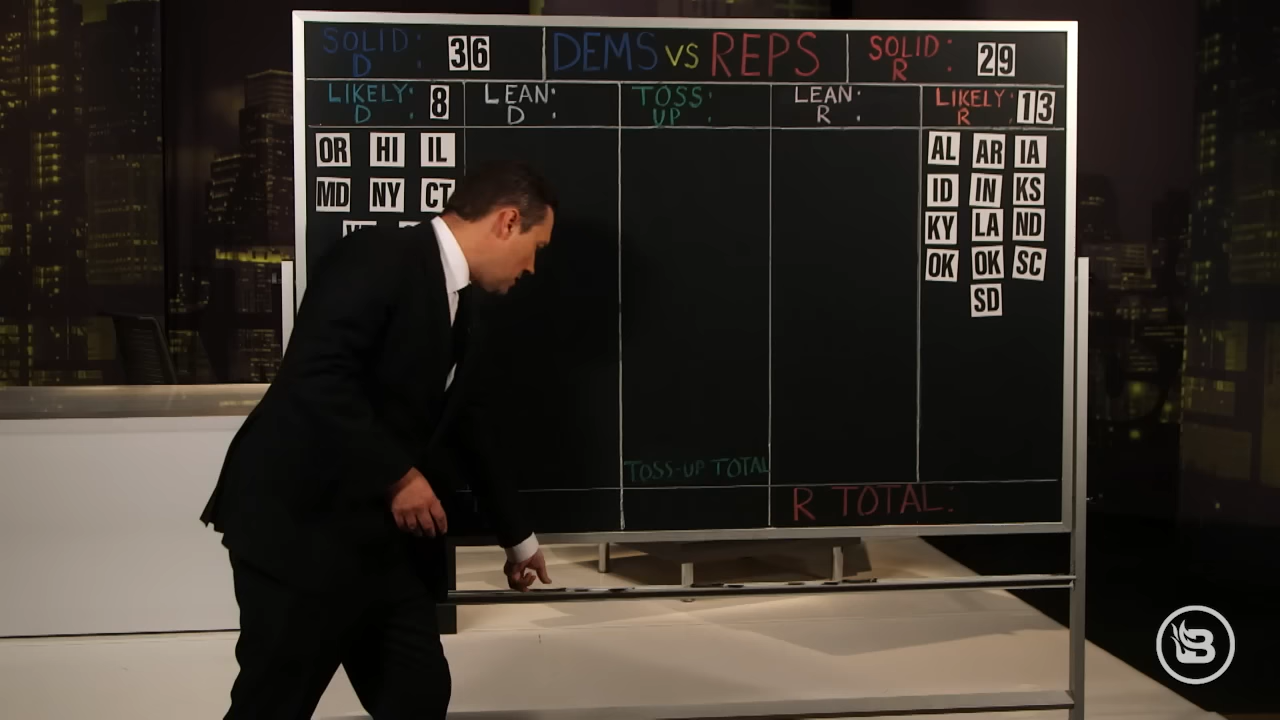 SOLID: D 36 DEMS VS REPS SOLID: R 29
LIKELY: D 8 LEAN: D TOSS: UP LEAN: R LIKELY: R 13
OR HI IL
MD NY CT
AL AR IA
ID IN KS
KY LA ND
OK OK SC
SD
TOSS-UP TOTAL
R TOTAL:
B